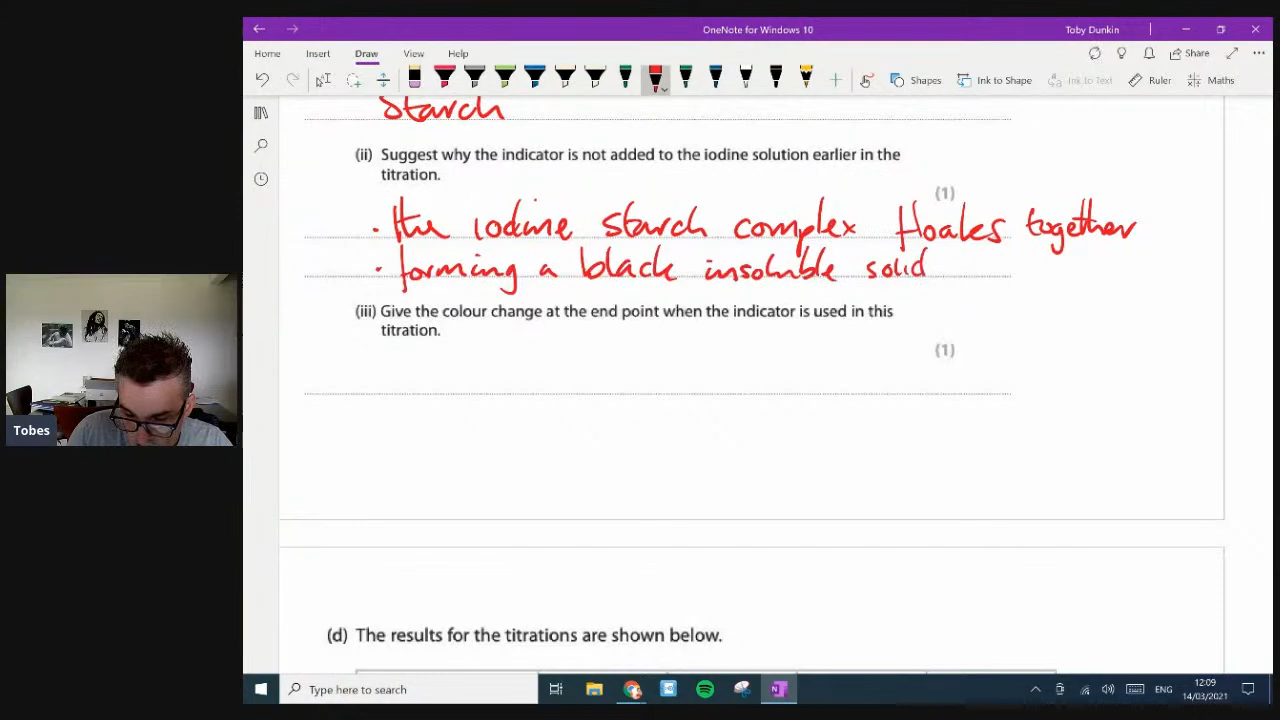 OneNote for Windows 10
Toby Dunkin
Home Insert Draw View Help
Share
Shapes Ink to Shape Ink to Text Ruler Maths
Starch
(ii) Suggest why the indicator is not added to the iodine solution earlier in the
titration.
(1)
• the iodine starch complex floakes together
• forming a black insoluble solid
(iii) Give the colour change at the end point when the indicator is used in this
titration.
(1)
Tobes
(d) The results for the titrations are shown below.
Type here to search
ENG
12:09
14/03/2021